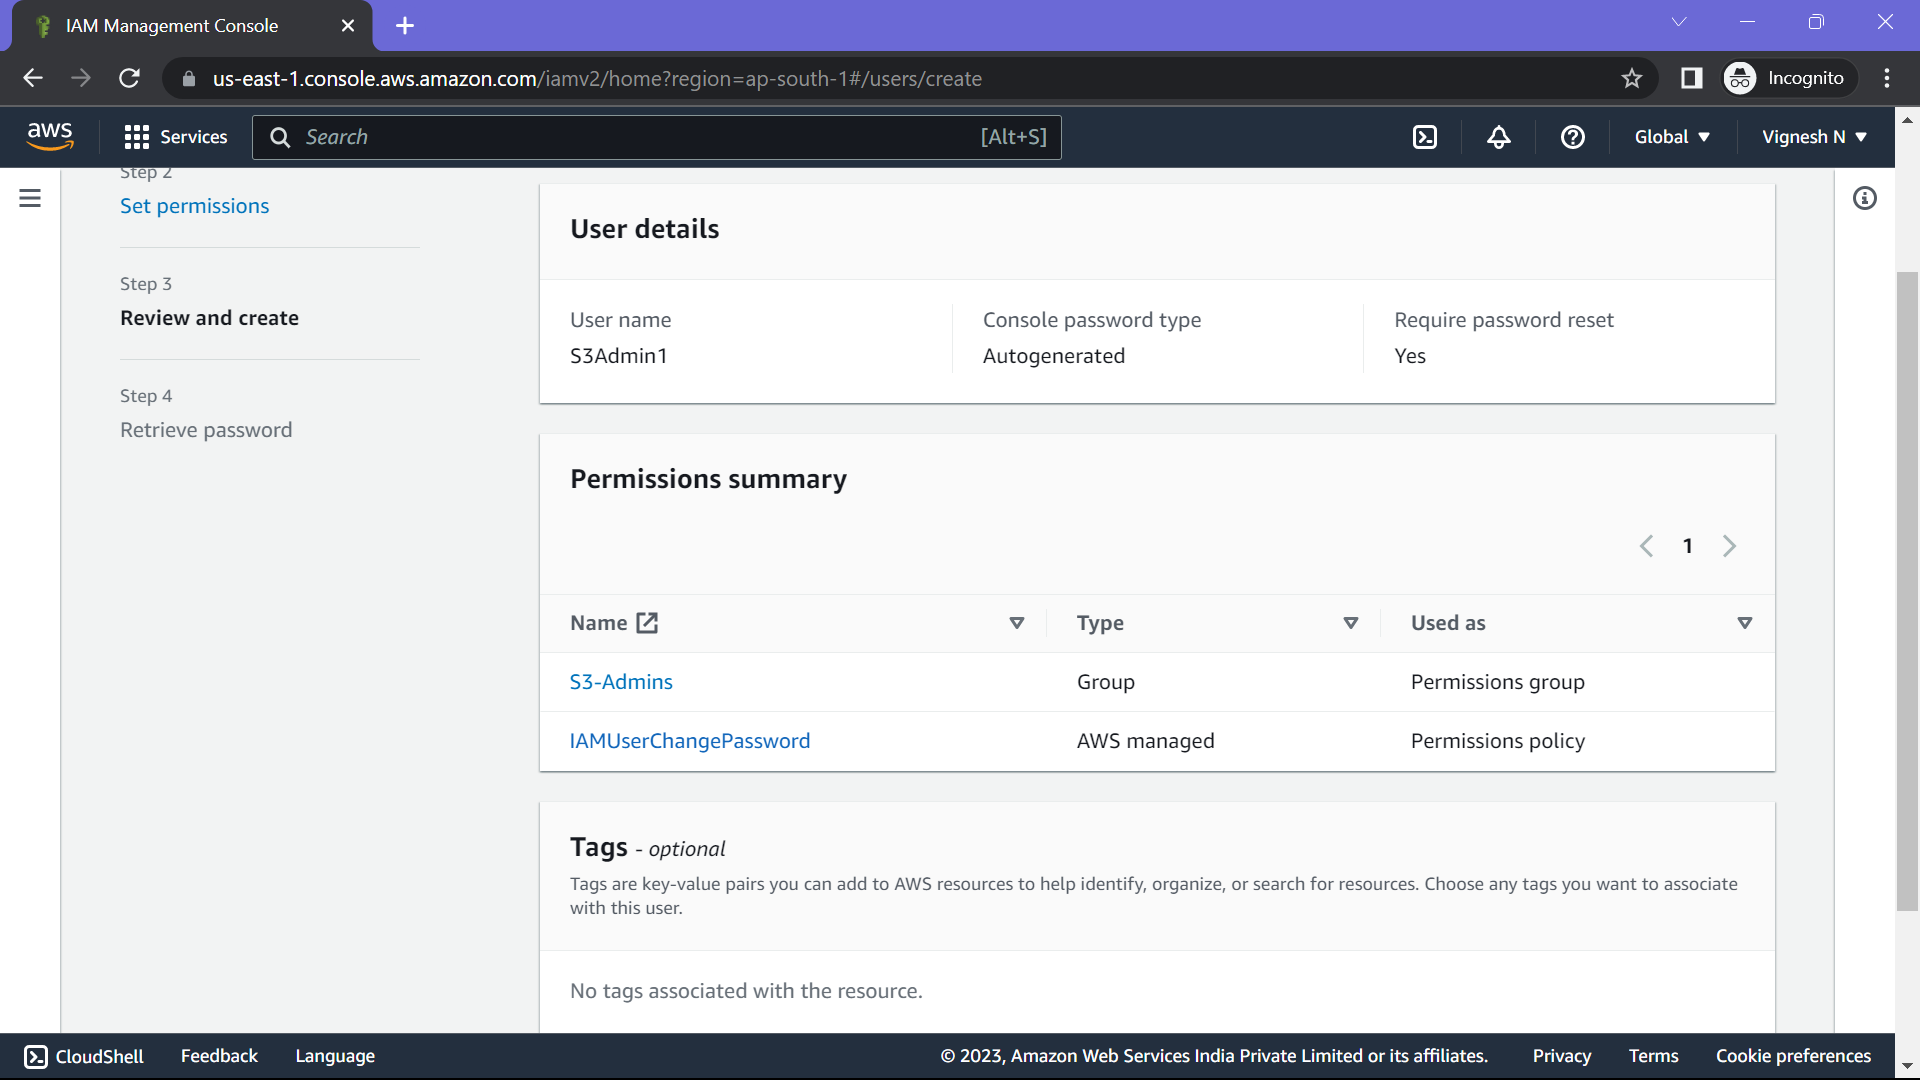 IAM Management Console
us-east-1.console.aws.amazon.com/iamv2/home?region=ap-south-1#/users/create
Incognito
aws
Services
Search
[Alt+S]
Global
Vignesh N
Step 2
Set permissions
Step 3
Review and create
Step 4
Retrieve password
User details
User name
S3Admin1
Console password type
Autogenerated
Require password reset
Yes
Permissions summary
1
Name Type Used as
S3-Admins Group Permissions group
IAMUserChangePassword AWS managed Permissions policy
Tags - optional
Tags are key-value pairs you can add to AWS resources to help identify, organize, or search for resources. Choose any tags you want to associate
with this user.
No tags associated with the resource.
CloudShell Feedback Language © 2023, Amazon Web Services India Private Limited or its affiliates. Privacy Terms Cookie preferences